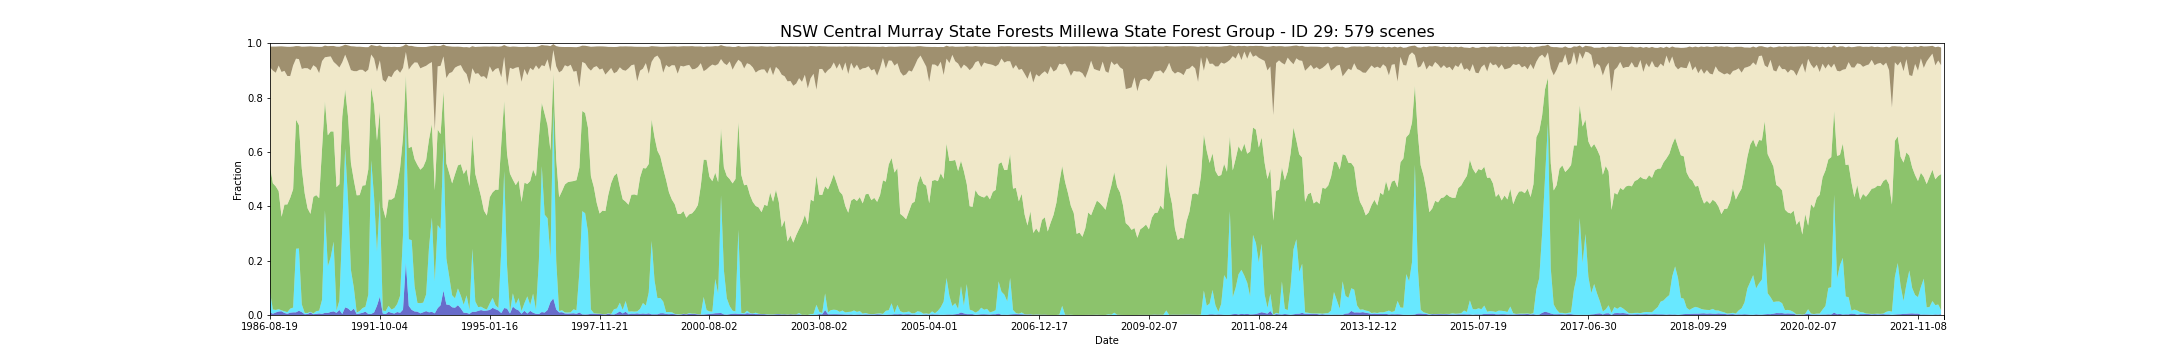 NSW Central Murray State Forests Millewa State Forest Group - ID 29: 579 scenes
1.0
0.8
0.6
0.4
0.2
0.0
Fraction
1986-08-19 1991-10-04 1995-01-16 1997-11-21 2000-08-02 2003-08-02 2005-04-01 2006-12-17 2009-02-07 2011-08-24 2013-12-12 2015-07-19 2017-06-30 2018-09-29 2020-02-07 2021-11-08
Date